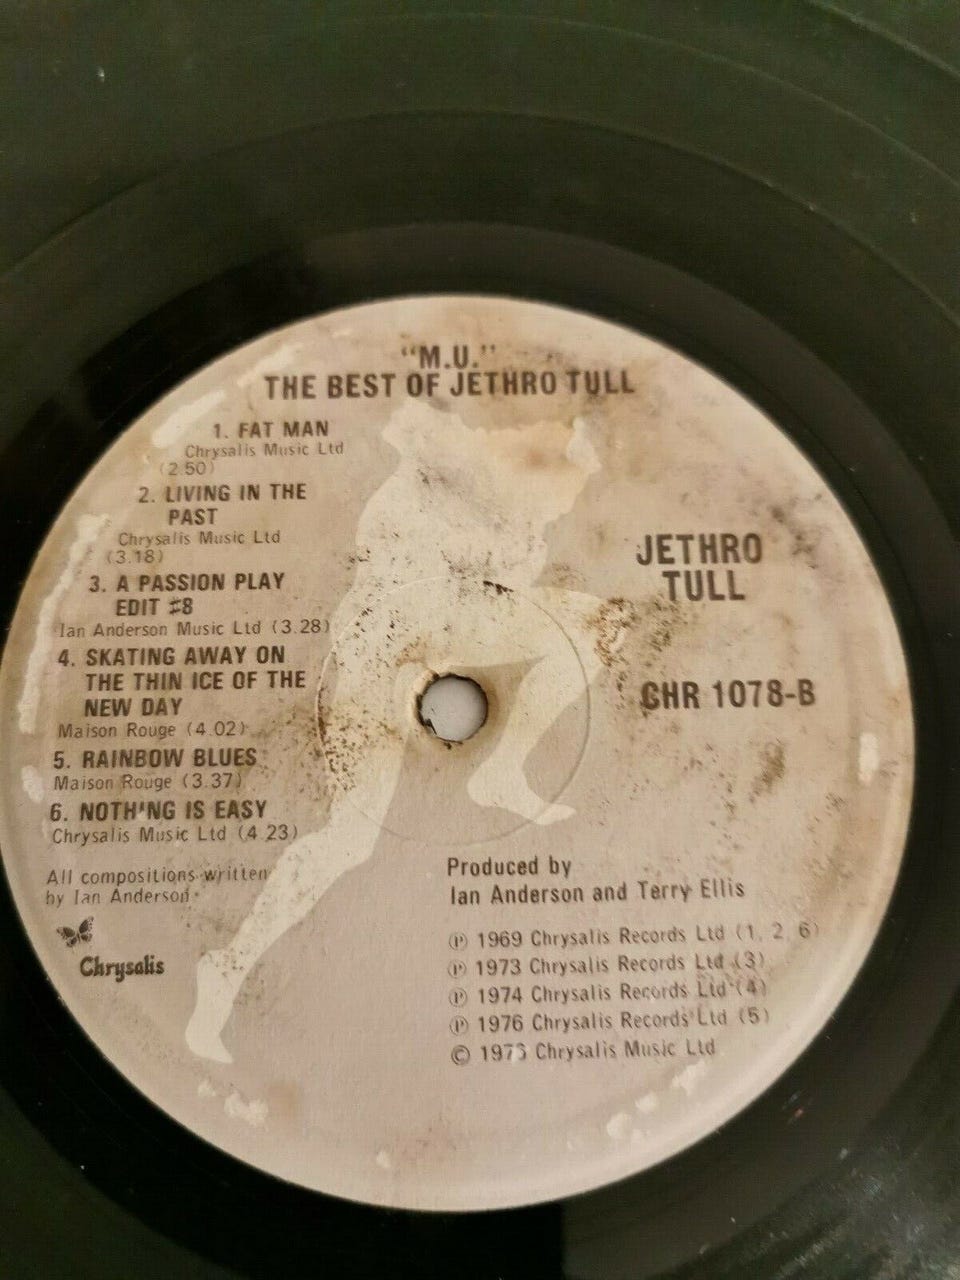 "M.U."
THE BEST OF JETHRO TULL
1. FAT MAN
Chrysalis Music Ltd
(2.50)
2. LIVING IN THE
PAST
Chrysalis Music Ltd
(3.18)
3. A PASSION PLAY
EDIT #8
Ian Anderson Music Ltd (3.28)
4. SKATING AWAY ON
THE THIN ICE OF THE
NEW DAY
Maison Rouge (4.02)
5. RAINBOW BLUES
Maison Rouge (3.37)
6. NOTHING IS EASY
Chrysalis Music Ltd (4.23)
All compositions written
by Ian Anderson
Chrysalis
JETHRO
TULL
CHR 1078-B
Produced by
Ian Anderson and Terry Ellis
℗ 1969 Chrysalis Records Ltd (1, 2, 6)
℗ 1973 Chrysalis Records Ltd (3)
℗ 1974 Chrysalis Records Ltd (4)
℗ 1976 Chrysalis Records Ltd (5)
© Chrysalis Music Ltd